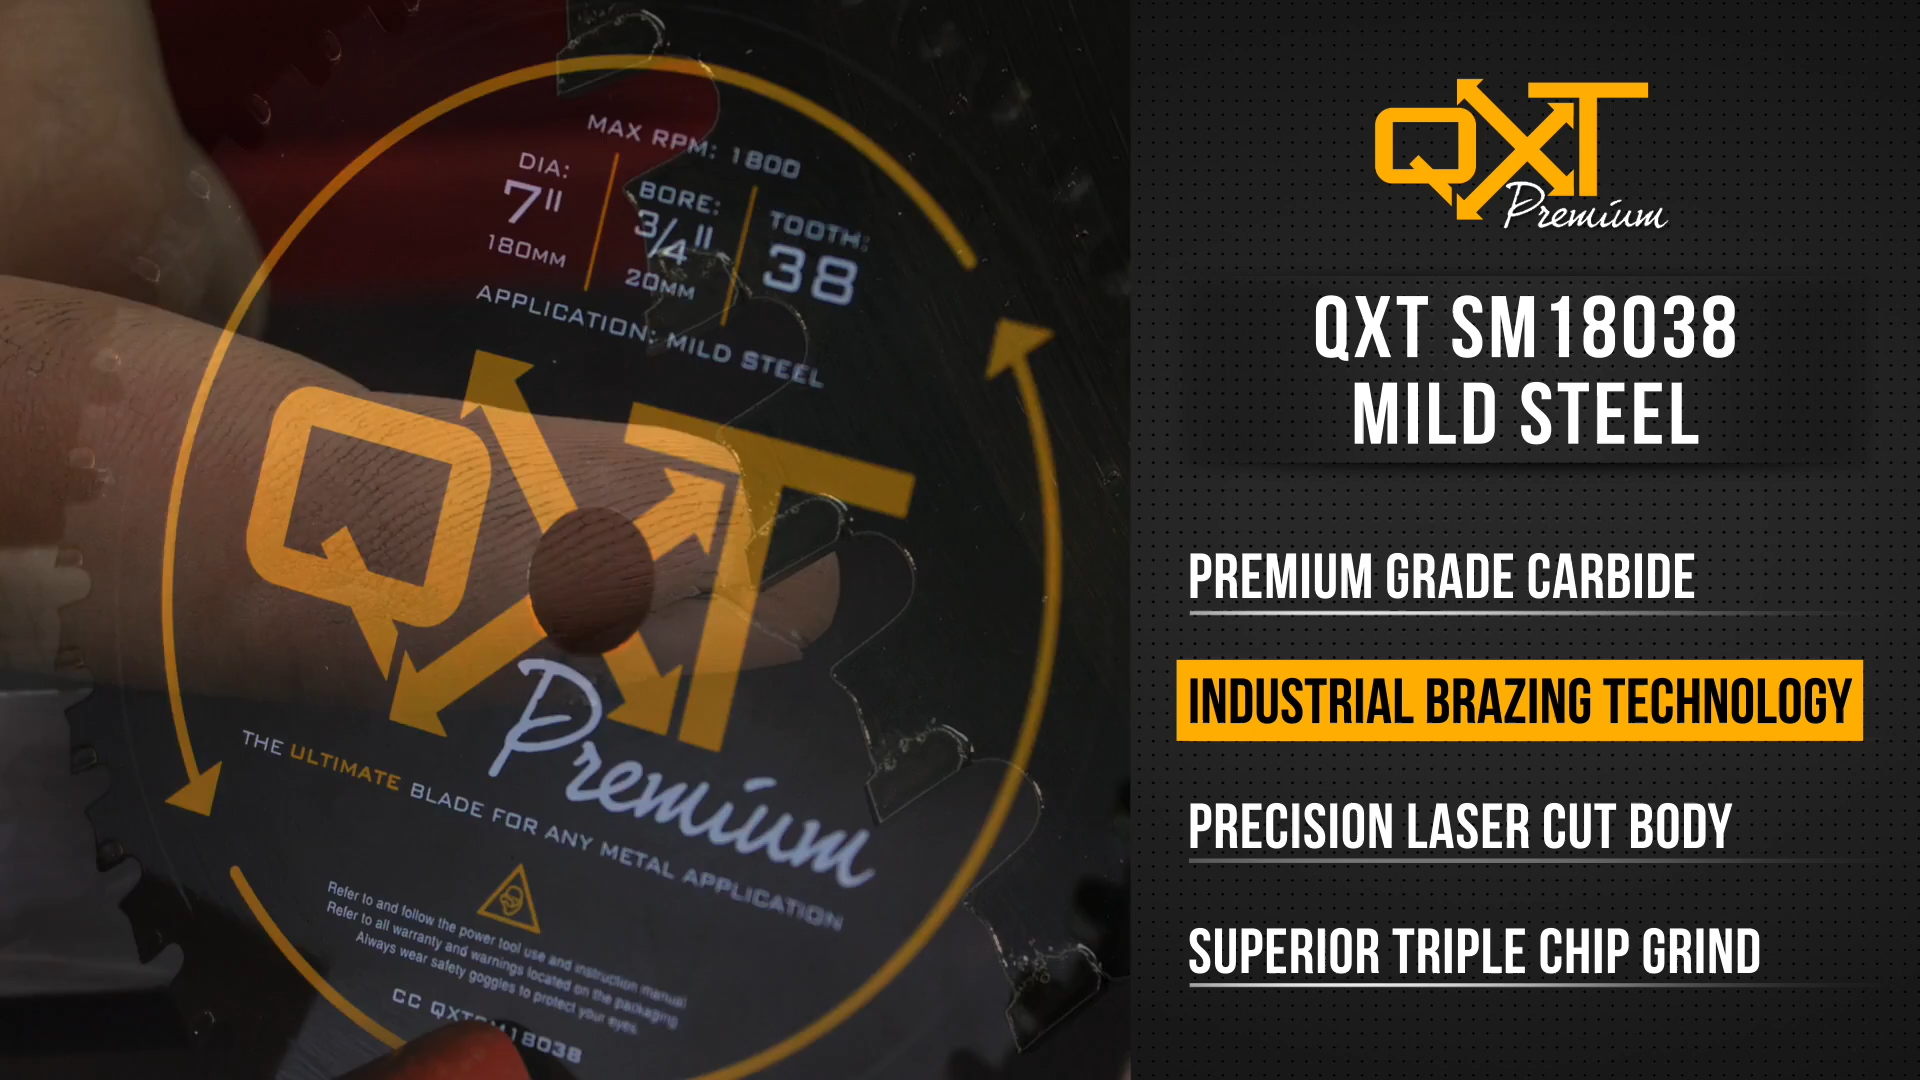 MAX RPM: 1800
DIA:
7"
180MM
BORE:
3/4"
20MM
TOOTH:
38
APPLICATION: MILD STEEL
QXT
Premium
THE ULTIMATE BLADE FOR ANY METAL APPLICATION
Refer to and follow the power tool use and instruction manual
Refer to all warranty and warnings located on the packaging
Always wear safety goggles to protect your eyes.
CC QXTSM18038
QXT
Premium
QXT SM18038
MILD STEEL
PREMIUM GRADE CARBIDE
INDUSTRIAL BRAZING TECHNOLOGY
PRECISION LASER CUT BODY
SUPERIOR TRIPLE CHIP GRIND